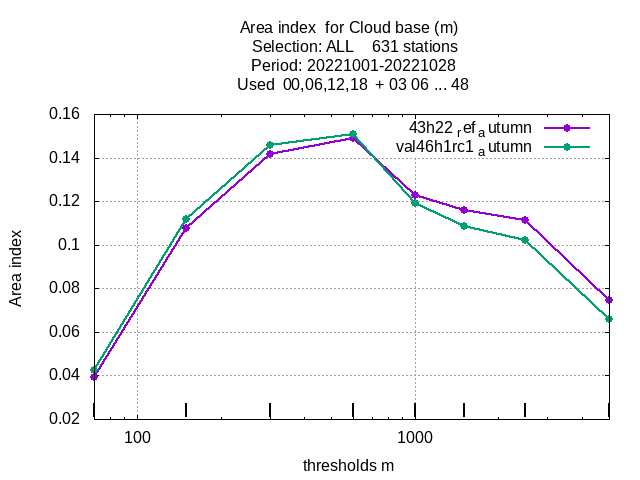 Area index for Cloud base (m)
Selection: ALL 631 stations
Period: 20221001-20221028
Used 00,06,12,18 + 03 06 ... 48
0.16
43h22 ref autumn
val46h1rc1 autumn
0.14
0.12
0.1
0.08
0.06
0.04
0.02
Area index
100
1000
thresholds m